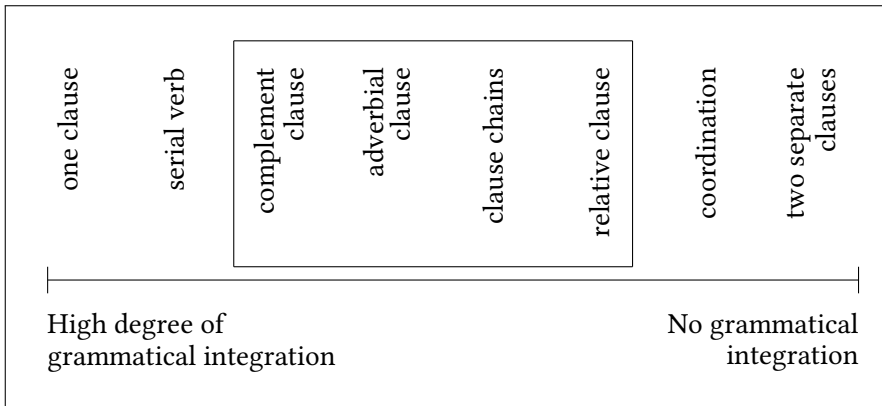 one clause
serial verb
complement
clause
adverbial
clause
clause chains
relative clause
coordination
two separate
clauses
High degree of
grammatical integration
No grammatical
integration